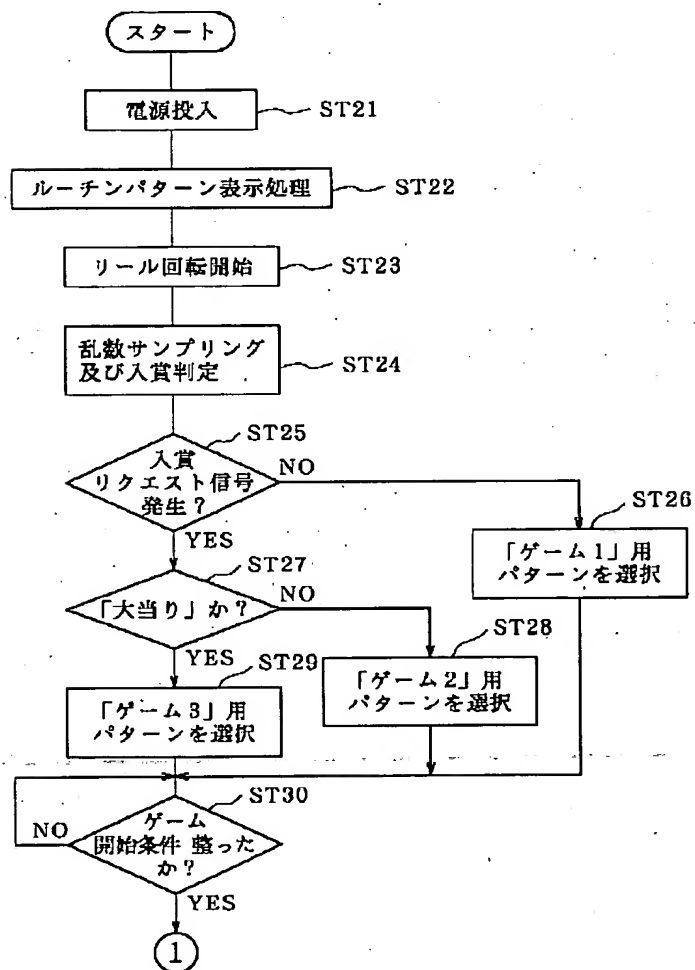 スタート
電源投入
ST21
ルーチンパターン表示処理
ST22
リール回転開始
ST23
乱数サンプリング
及び入賞判定
ST24
ST25
入賞
リクエスト信号
発生?
NO
YES
ST26
「ゲーム1」用
パターンを選択
ST27
「大当り」か?
NO
YES
ST28
「ゲーム2」用
パターンを選択
ST29
「ゲーム3」用
パターンを選択
ST30
ゲーム
開始条件 整った
か?
NO
YES
1